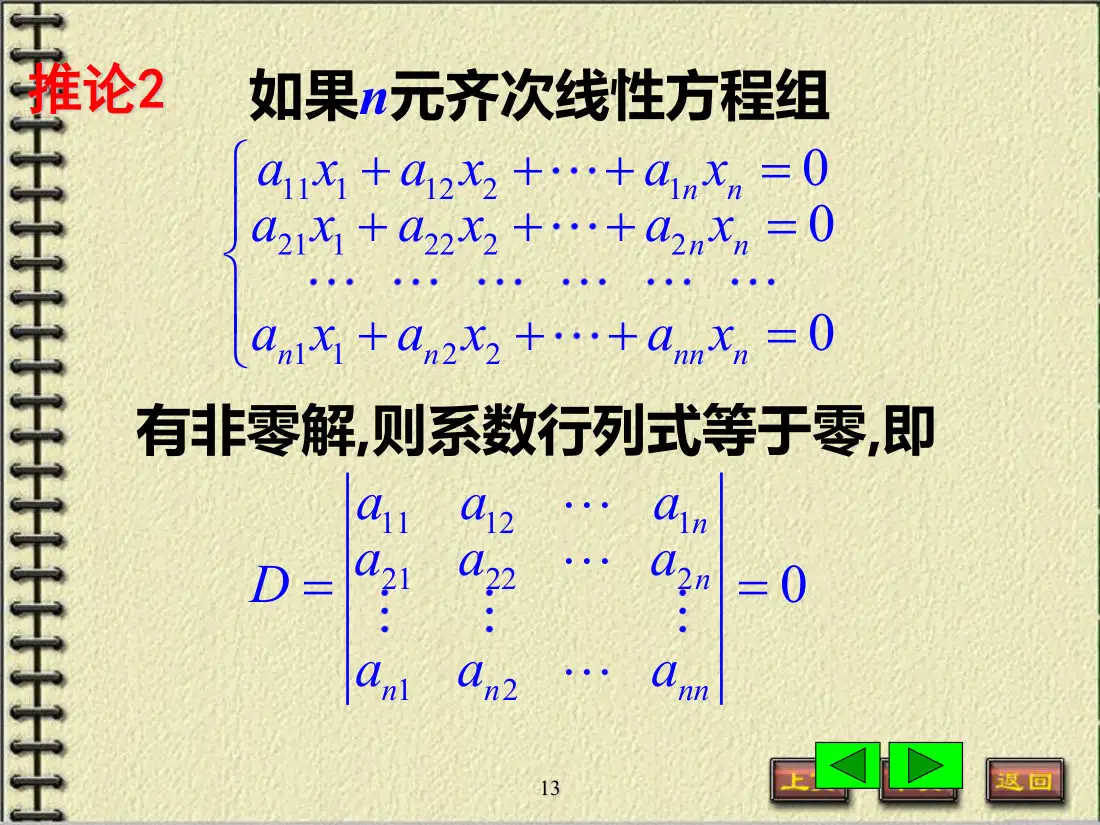 推论2 如果n元齐次线性方程组
a₁₁x₁ + a₁₂x₂ + ⋯ + a₁ₙxₙ = 0
a₂₁x₁ + a₂₂x₂ + ⋯ + a₂ₙxₙ = 0
⋯ ⋯ ⋯ ⋯ ⋯ ⋯
aₙ₁x₁ + aₙ₂x₂ + ⋯ + aₙₙxₙ = 0
有非零解,则系数行列式等于零,即
a₁₁ a₁₂ ⋯ a₁ₙ
a₂₁ a₂₂ ⋯ a₂ₙ
D = ⋮ ⋮ ⋮ = 0
aₙ₁ aₙ₂ ⋯ aₙₙ
13
上
返回